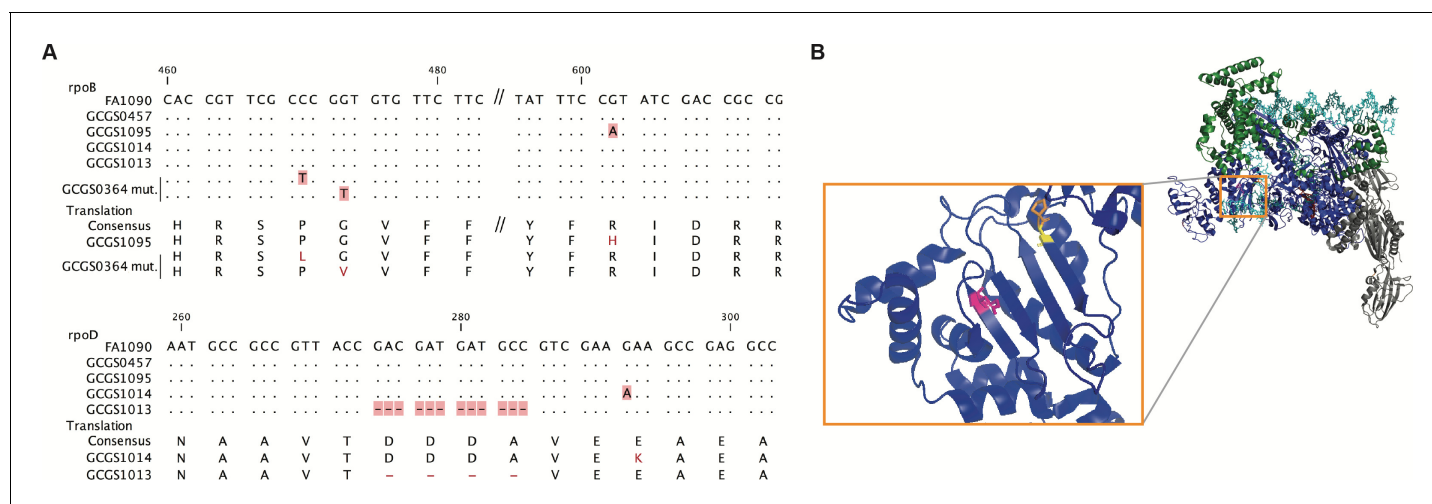 A
460 480 600
rpoB
FA1090 CAC CGT TCG CCC GGT GTG TTC TTC // TAT TTC CGT ATC GAC CGC CG
GCGS0457 ... ... ... ... ... ... ... ... ... ... ... ... ... ... ..
GCGS1095 ... ... ... ... ... ... ... ... ... ... .A. ... ... ... ..
GCGS1014 ... ... ... ... ... ... ... ... ... ... ... ... ... ... ..
GCGS1013 ... ... ... ... ... ... ... ... ... ... ... ... ... ... ..
GCGS0364 mut. ... ... ... .T. ... ... ... ... ... ... ... ... ... ... ..
... ... ... ... .T. ... ... ... ... ... ... ... ... ... ..
Translation
Consensus H R S P G V F F // Y F R I D R R
GCGS1095 H R S P G V F F Y F H I D R R
GCGS0364 mut. H R S L G V F F Y F R I D R R
H R S P V V F F Y F R I D R R
260 280 300
rpoD
FA1090 AAT GCC GCC GTT ACC GAC GAT GAT GCC GTC GAA GAA GCC GAG GCC
GCGS0457 ... ... ... ... ... ... ... ... ... ... ... ... ... ... ...
GCGS1095 ... ... ... ... ... ... ... ... ... ... ... ... ... ... ...
GCGS1014 ... ... ... ... ... ... ... ... ... ... ... A.. ... ... ...
GCGS1013 ... ... ... ... ... --- --- --- --- ... ... ... ... ... ...
Translation
Consensus N A A V T D D D A V E E A E A
GCGS1014 N A A V T D D D A V E K A E A
GCGS1013 N A A V T – – – – V E E A E A
B